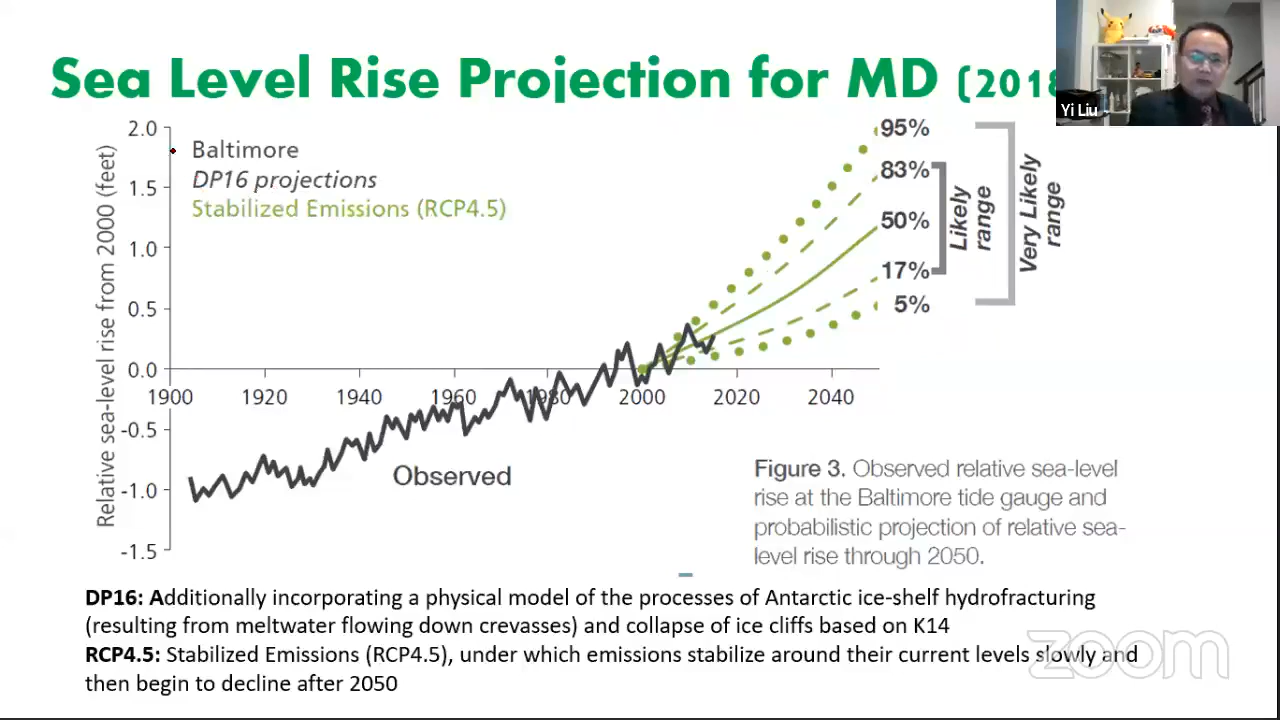 Sea Level Rise Projection for MD (2018
Yi Liu
2.0
1.5
1.0
0.5
0.0
-0.5
-1.0
-1.5
Relative sea-level rise from 2000 (feet)
Baltimore
DP16 projections
Stabilized Emissions (RCP4.5)
95%
83%
50%
17%
5%
Likely range
Very Likely range
1900 1920 1940 1960 1980 2000 2020 2040
Observed
Figure 3. Observed relative sea-level
rise at the Baltimore tide gauge and
probabilistic projection of relative sea-
level rise through 2050.
DP16: Additionally incorporating a physical model of the processes of Antarctic ice-shelf hydrofracturing
(resulting from meltwater flowing down crevasses) and collapse of ice cliffs based on K14
RCP4.5: Stabilized Emissions (RCP4.5), under which emissions stabilize around their current levels slowly and
then begin to decline after 2050
zoom